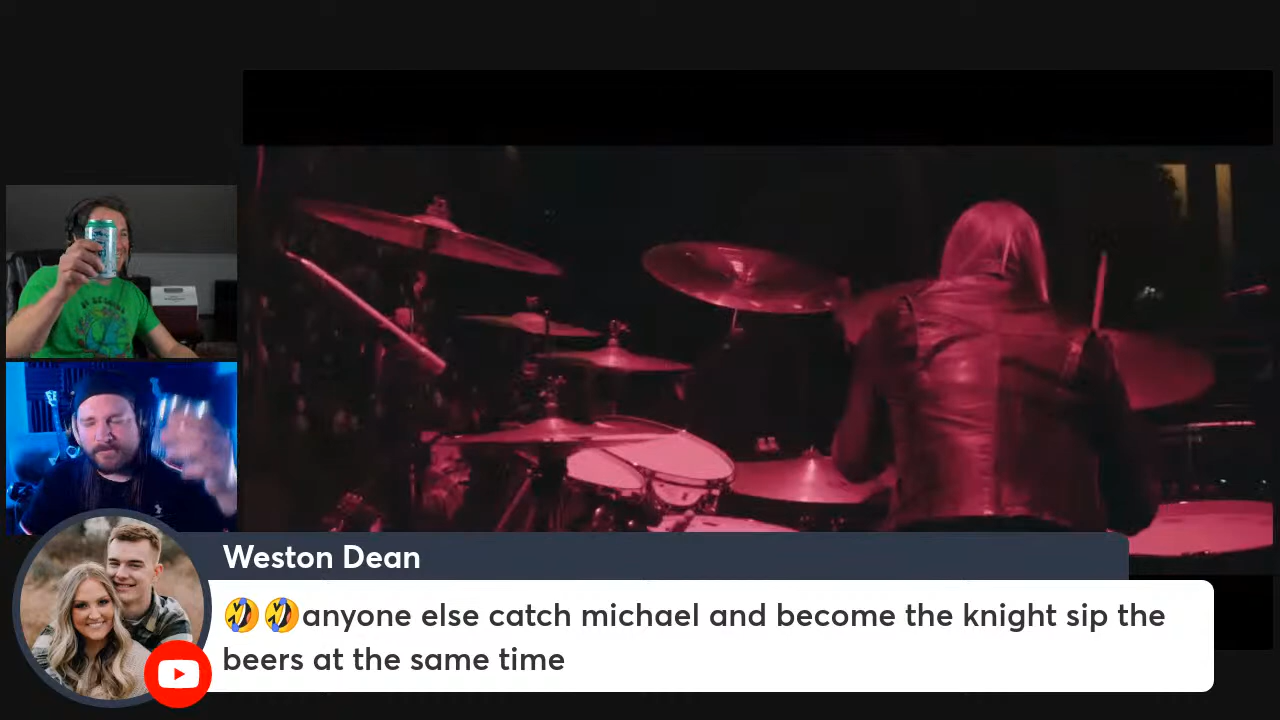 Weston Dean
🤣🤣anyone else catch michael and become the knight sip the
beers at the same time